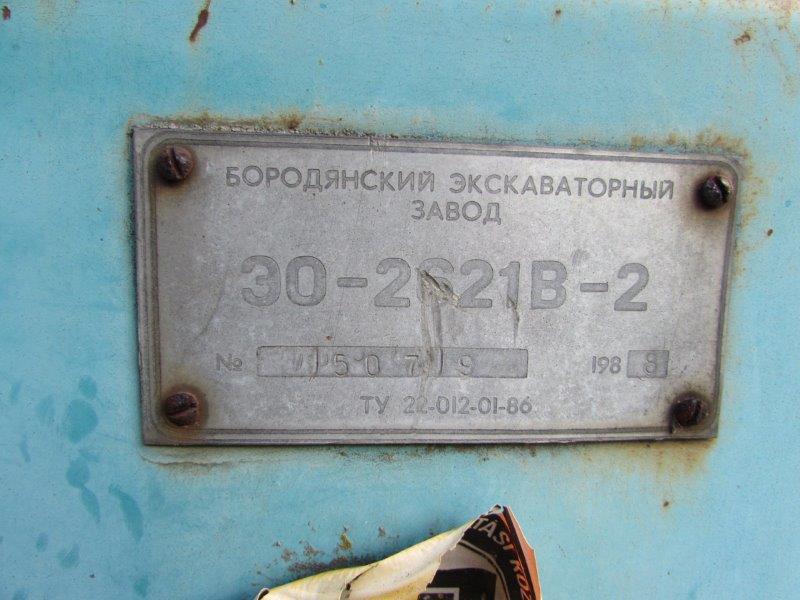 БОРОДЯНСКИЙ ЭКСКАВАТОРНЫЙ
ЗАВОД
ЭО-2621В-2
№ 50719 1988
ТУ 22-012-01-86